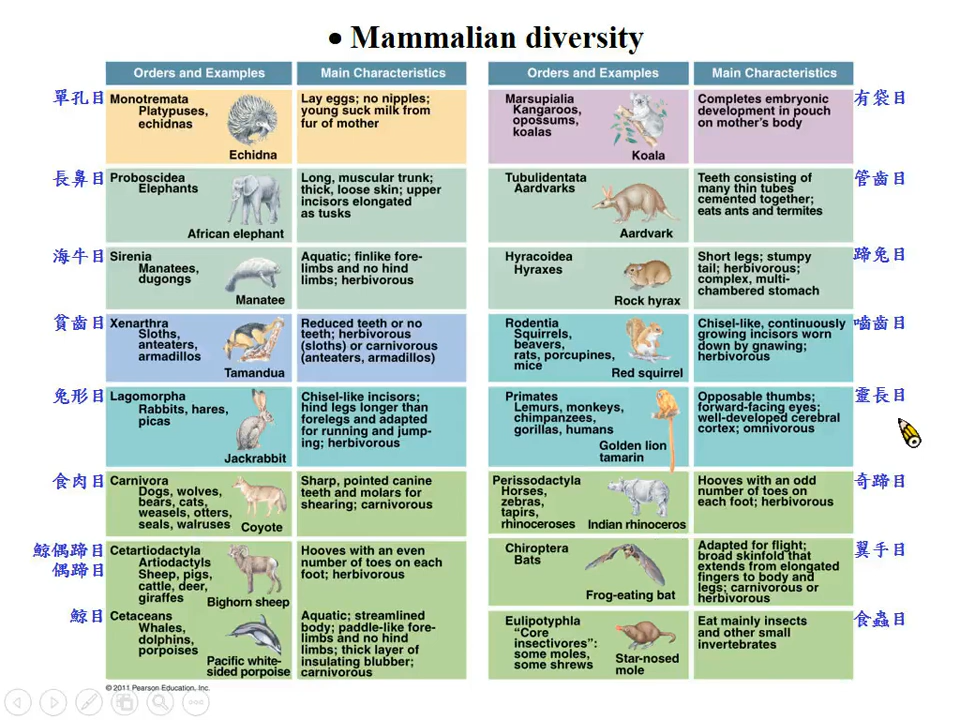 • Mammalian diversity
Orders and Examples
Main Characteristics
單孔目
Monotremata
Platypuses,
echidnas
Echidna
Lay eggs; no nipples;
young suck milk from
fur of mother
長鼻目
Proboscidea
Elephants
African elephant
Long, muscular trunk;
thick, loose skin; upper
incisors elongated
as tusks
海牛目
Sirenia
Manatees,
dugongs
Manatee
Aquatic; finlike fore-
limbs and no hind
limbs; herbivorous
貧齒目
Xenarthra
Sloths,
anteaters,
armadillos
Tamandua
Reduced teeth or no
teeth; herbivorous
(sloths) or carnivorous
(anteaters, armadillos)
兔形目
Lagomorpha
Rabbits, hares,
picas
Jackrabbit
Chisel-like incisors;
hind legs longer than
forelegs and adapted
for running and jump-
ing; herbivorous
食肉目
Carnivora
Dogs, wolves,
bears, cats,
weasels, otters,
seals, walruses
Coyote
Sharp, pointed canine
teeth and molars for
shearing; carnivorous
鯨偶蹄目
偶蹄目
Cetartiodactyla
Artiodactyls
Sheep, pigs,
cattle, deer,
giraffes
Bighorn sheep
Hooves with an even
number of toes on each
foot; herbivorous
鯨目
Cetaceans
Whales,
dolphins,
porpoises
Pacific white-
sided porpoise
Aquatic; streamlined
body; paddle-like fore-
limbs and no hind
limbs; thick layer of
insulating blubber;
carnivorous
Orders and Examples
Main Characteristics
Marsupialia
Kangaroos,
opossums,
koalas
Koala
Completes embryonic
development in pouch
on mother's body
有袋目
Tubulidentata
Aardvarks
Aardvark
Teeth consisting of
many thin tubes
cemented together;
eats ants and termites
管齒目
Hyracoidea
Hyraxes
Rock hyrax
Short legs; stumpy
tail; herbivorous;
complex, multi-
chambered stomach
蹄兔目
Rodentia
Squirrels,
beavers,
rats, porcupines,
mice
Red squirrel
Chisel-like, continuously
growing incisors worn
down by gnawing;
herbivorous
嚙齒目
Primates
Lemurs, monkeys,
chimpanzees,
gorillas, humans
Golden lion
tamarin
Opposable thumbs;
forward-facing eyes;
well-developed cerebral
cortex; omnivorous
靈長目
Perissodactyla
Horses,
zebras,
tapirs,
rhinoceroses
Indian rhinoceros
Hooves with an odd
number of toes on
each foot; herbivorous
奇蹄目
Chiroptera
Bats
Frog-eating bat
Adapted for flight;
broad skinfold that
extends from elongated
fingers to body and
legs; carnivorous or
herbivorous
翼手目
Eulipotyphla
"Core
insectivores":
some moles,
some shrews
Star-nosed
mole
Eat mainly insects
and other small
invertebrates
食蟲目
© 2011 Pearson Education, Inc.